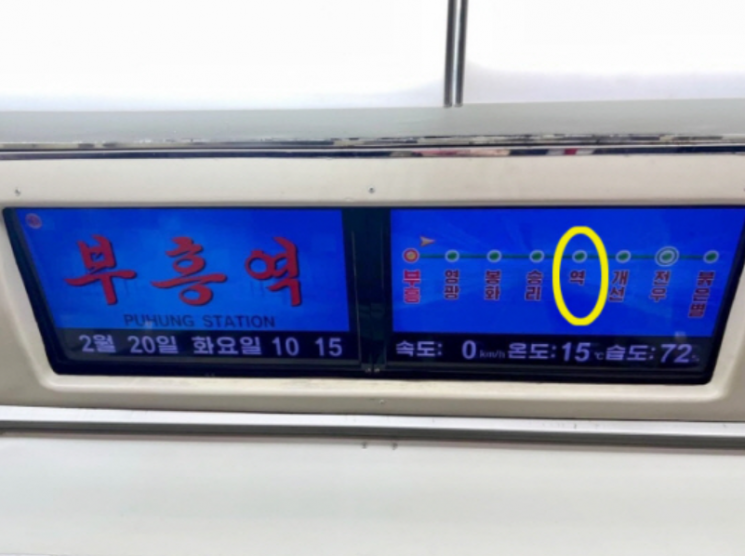 부흥역
PUHUNG STATION
2월 20일 화요일 10 15
부흥
영광
봉화
승리
역
개선
전우
붉은별
속도: 0km/h 온도:15℃ 습도:72%